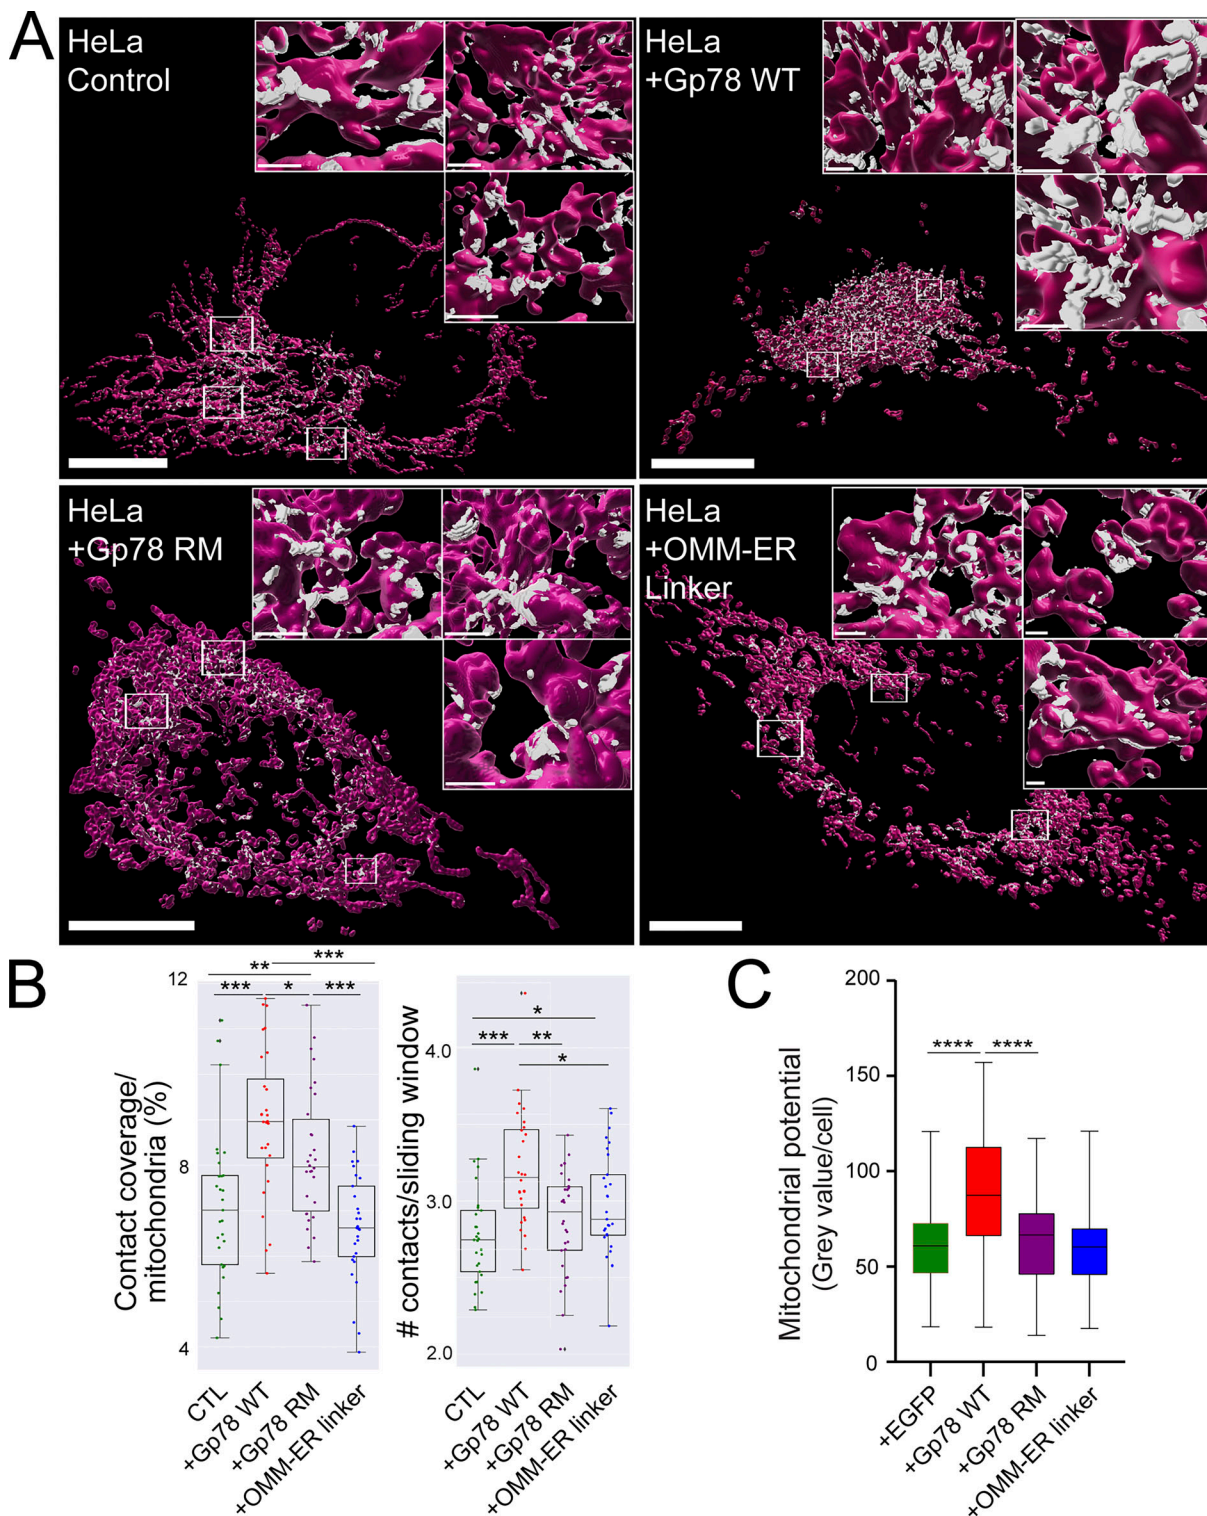 A
HeLa
Control
HeLa
+Gp78 WT
HeLa
+Gp78 RM
HeLa
+OMM-ER
Linker
B
Contact coverage/
mitochondria (%)
12
8
4
***
**
***
*
***
CTL
+Gp78 WT
+Gp78 RM
+OMM-ER linker
# contacts/sliding window
4.0
3.0
2.0
*
***
**
*
CTL
+Gp78 WT
+Gp78 RM
+OMM-ER linker
C
Mitochondrial potential
(Grey value/cell)
200
150
100
50
0
****
****
+EGFP
+Gp78 WT
+Gp78 RM
+OMM-ER linker